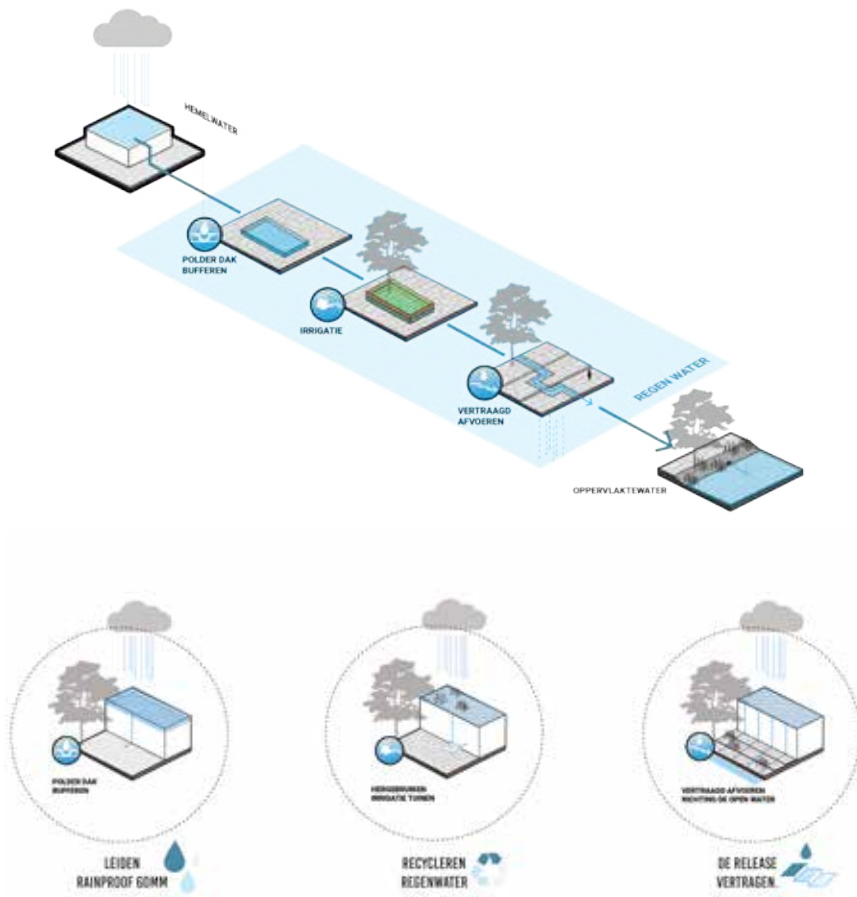 HEMELWATER
POLDER DAK
BUFFEREN
IRRIGATIE
REGEN WATER
VERTRAAGD
AFVOEREN
OPPERVLAKTEWATER
POLDER DAK
BUFFEREN
HERGEBRUIKEN
IRRIGATIE TUINEN
VERTRAAGD AFVOEREN
RICHTING DE OPEN WATER
LEIDEN
RAINPROOF 60MM
RECYCLEREN
REGENWATER
DE RELEASE
VERTRAGEN.